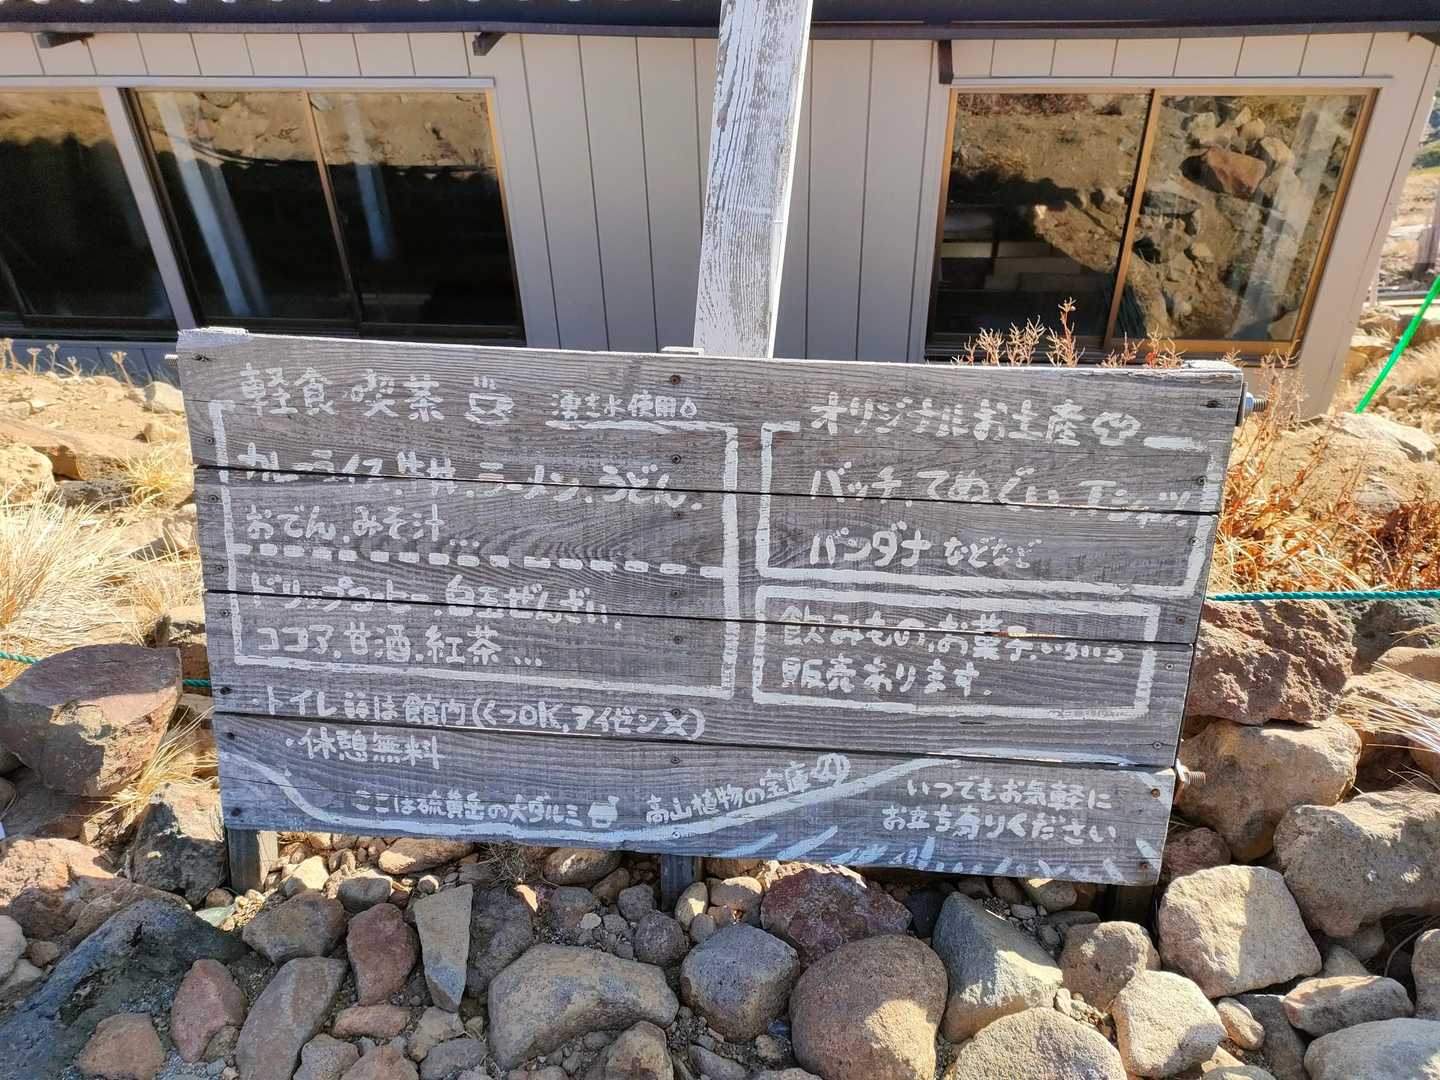 軽食 喫茶
湧き水使用
カレーライス.牛丼.ラーメン.うどん.
おでん.みそ汁...
ドリップコーヒー.白玉ぜんざい.
ココア.甘酒.紅茶...
・トイレは館内(くつOK,アイゼン✕)
・休憩無料
オリジナルお土産
バッチ.てぬぐい.Tシャツ.
バンダナなどなど
飲みもの.お菓子.いろいろ
販売あります.
ここは硫黄岳の大ダルミ
高山植物の宝庫
いつでもお気軽に
お立ち寄りください